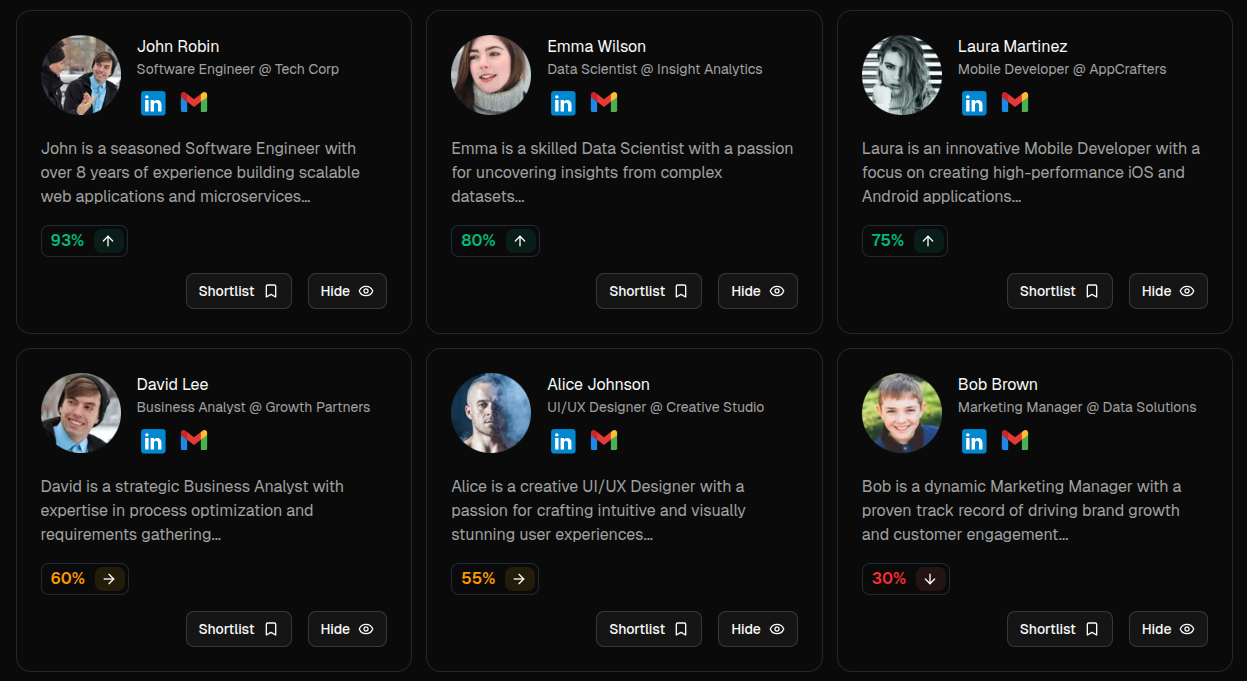 John Robin
Software Engineer @ Tech Corp
in
John is a seasoned Software Engineer with
over 8 years of experience building scalable
web applications and microservices...
93%
Shortlist
Hide
Emma Wilson
Data Scientist @ Insight Analytics
in
Emma is a skilled Data Scientist with a passion
for uncovering insights from complex
datasets...
80%
Shortlist
Hide
Laura Martinez
Mobile Developer @ AppCrafters
in
Laura is an innovative Mobile Developer with a
focus on creating high-performance iOS and
Android applications...
75%
Shortlist
Hide
David Lee
Business Analyst @ Growth Partners
in
David is a strategic Business Analyst with
expertise in process optimization and
requirements gathering...
60%
Shortlist
Hide
Alice Johnson
UI/UX Designer @ Creative Studio
in
Alice is a creative UI/UX Designer with a
passion for crafting intuitive and visually
stunning user experiences...
55%
Shortlist
Hide
Bob Brown
Marketing Manager @ Data Solutions
in
Bob is a dynamic Marketing Manager with a
proven track record of driving brand growth
and customer engagement...
30%
Shortlist
Hide